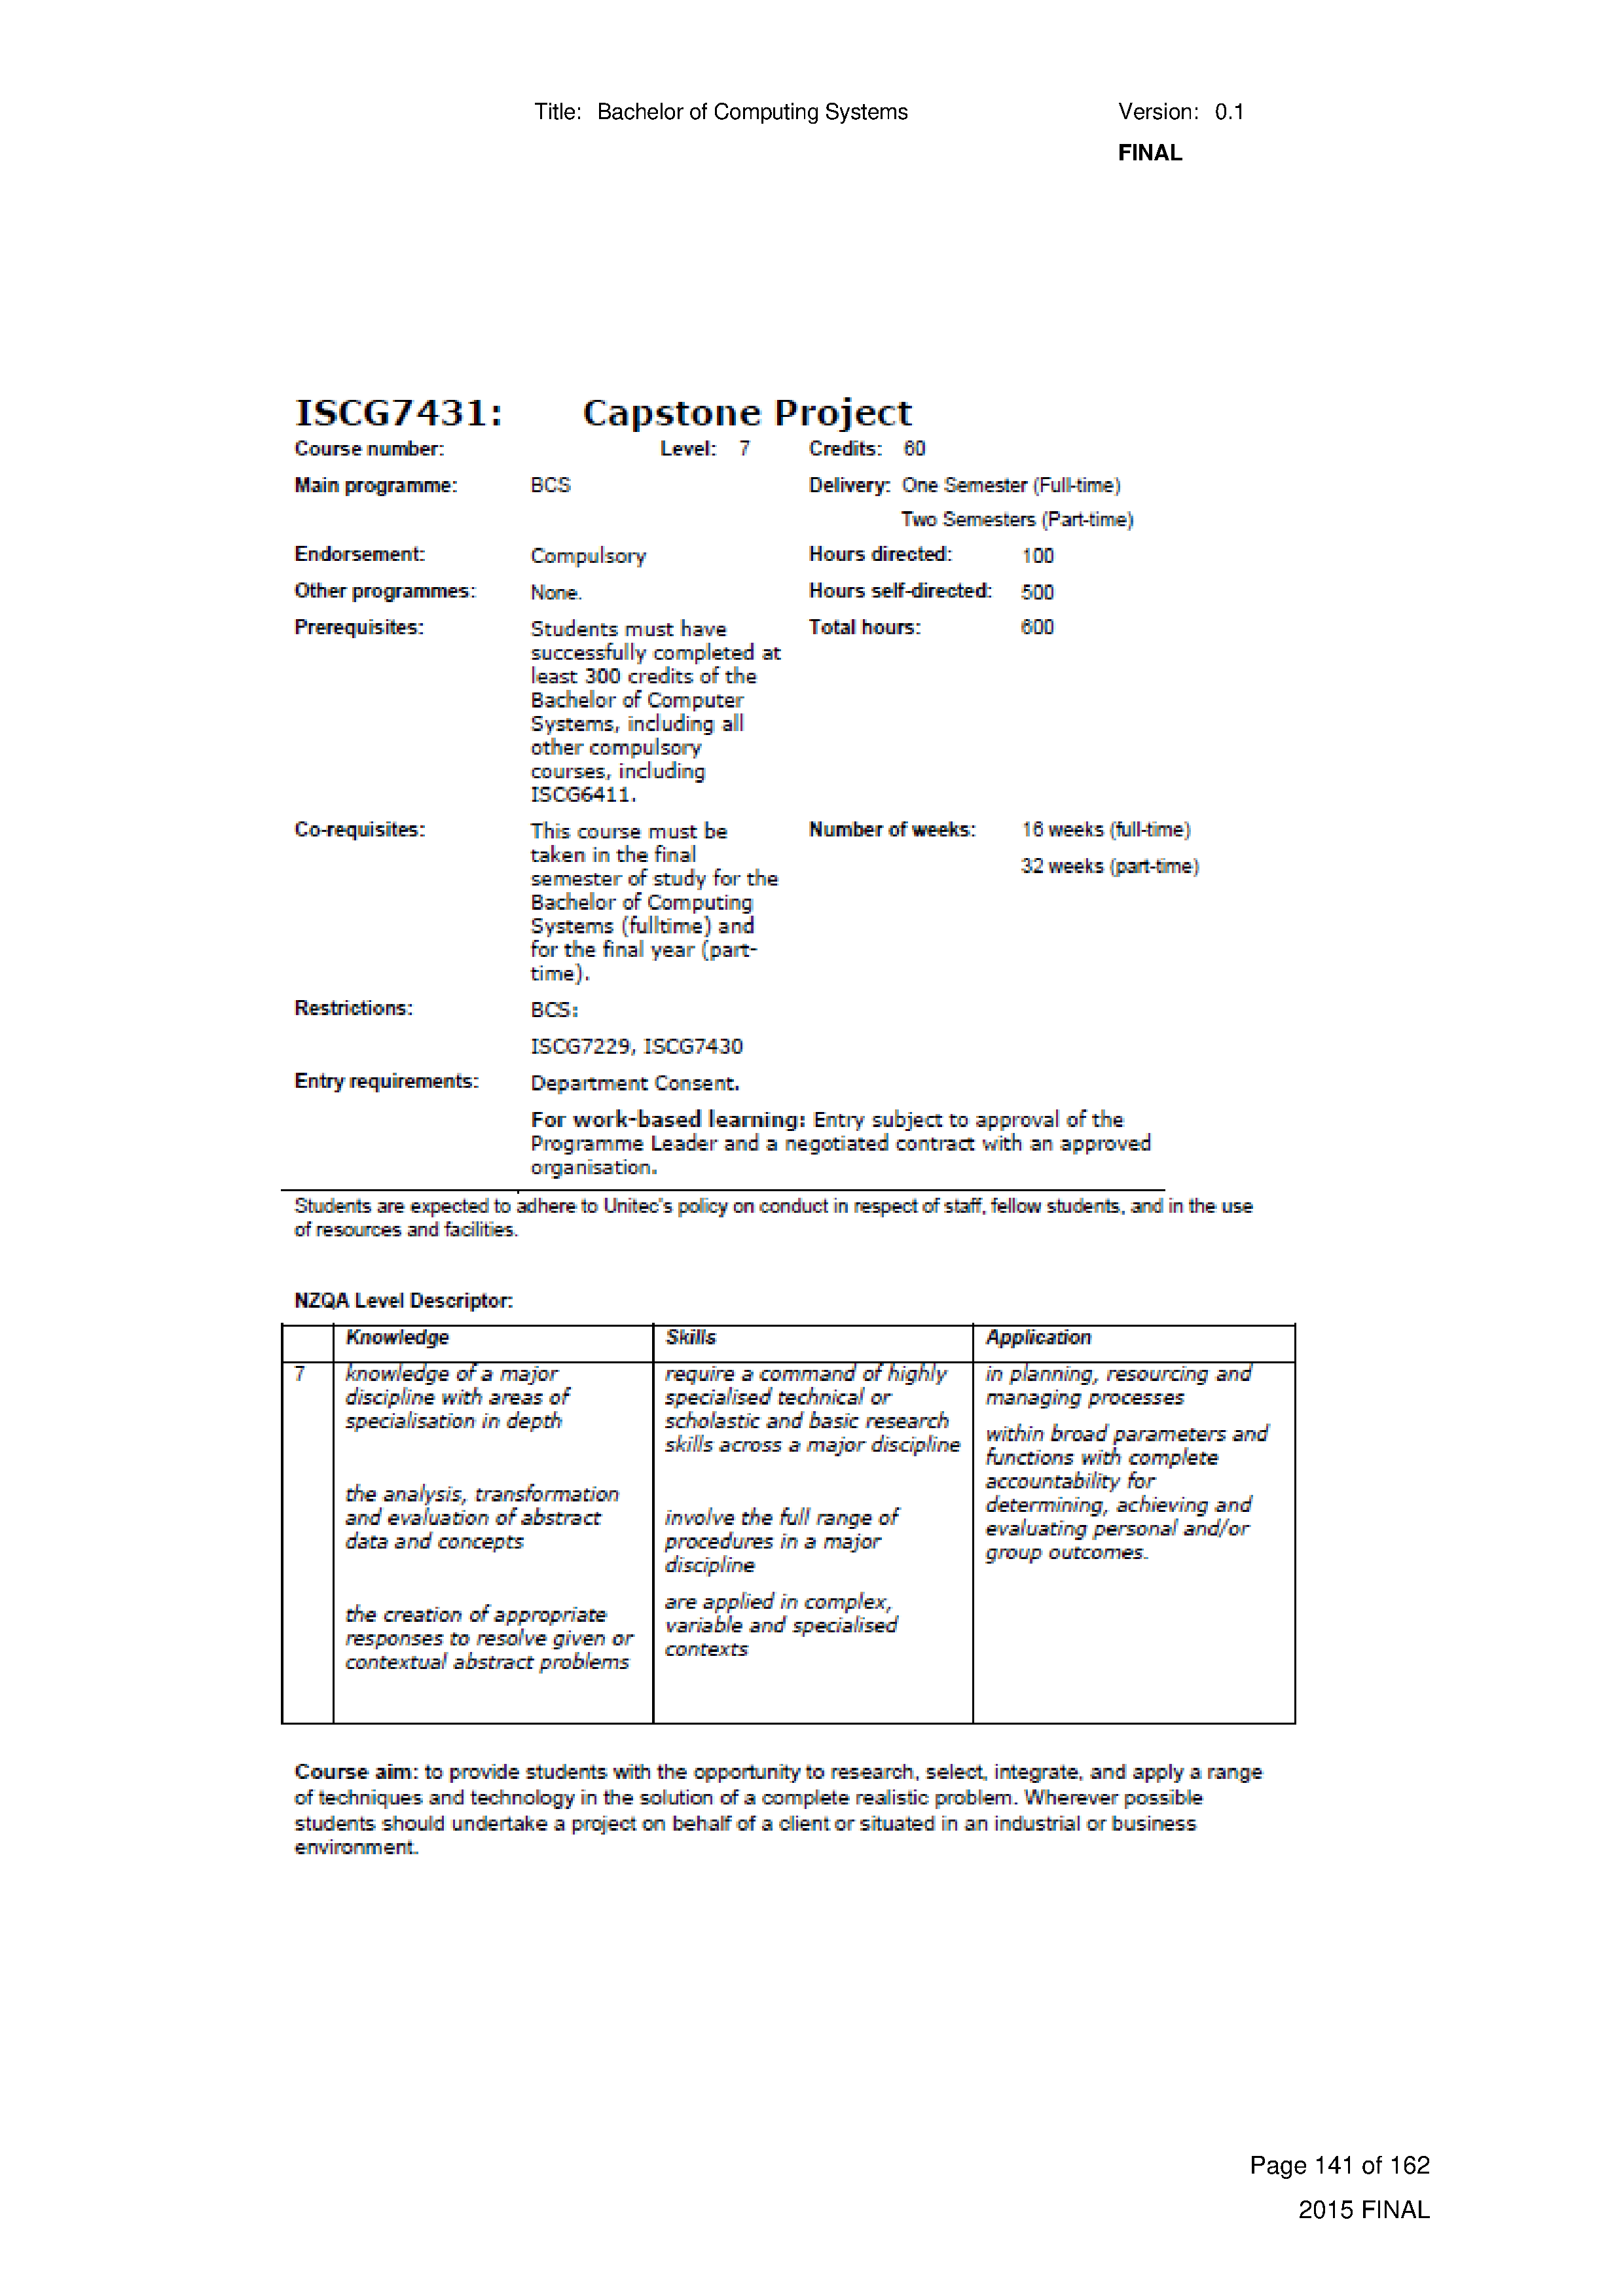 Title: Bachelor of Computing Systems Version: 0.1
FINAL
ISCG7431: Capstone Project
Course number: Level: 7 Credits: 60
Main programme: BCS Delivery: One Semester (Full-time)
Two Semesters (Part-time)
Endorsement: Compulsory Hours directed: 100
Other programmes: None. Hours self-directed: 500
Prerequisites: Students must have Total hours: 600
successfully completed at
least 300 credits of the
Bachelor of Computer
Systems, including all
other compulsory
courses, including
ISCG6411.
Co-requisites: This course must be Number of weeks: 16 weeks (full-time)
taken in the final
32 weeks (part-time)
semester of study for the
Bachelor of Computing
Systems (fulltime) and
for the final year (part-
time).
Restrictions: BCS:
ISCG7229, ISCG7430
Entry requirements: Department Consent.
For work-based learning: Entry subject to approval of the
Programme Leader and a negotiated contract with an approved
organisation.
Students are expected to adhere to Unitec's policy on conduct in respect of staff, fellow students, and in the use
of resources and facilities.
NZQA Level Descriptor:
Knowledge Skills Application
7
knowledge of a major
discipline with areas of
specialisation in depth
the analysis, transformation
and evaluation of abstract
data and concepts
the creation of appropriate
responses to resolve given or
contextual abstract problems
require a command of highly
specialised technical or
scholastic and basic research
skills across a major discipline
involve the full range of
procedures in a major
discipline
are applied in complex,
variable and specialised
contexts
in planning, resourcing and
managing processes
within broad parameters and
functions with complete
accountability for
determining, achieving and
evaluating personal and/or
group outcomes.
Course aim: to provide students with the opportunity to research, select, integrate, and apply a range
of techniques and technology in the solution of a complete realistic problem. Wherever possible
students should undertake a project on behalf of a client or situated in an industrial or business
environment.
Page 141 of 162
2015 FINAL